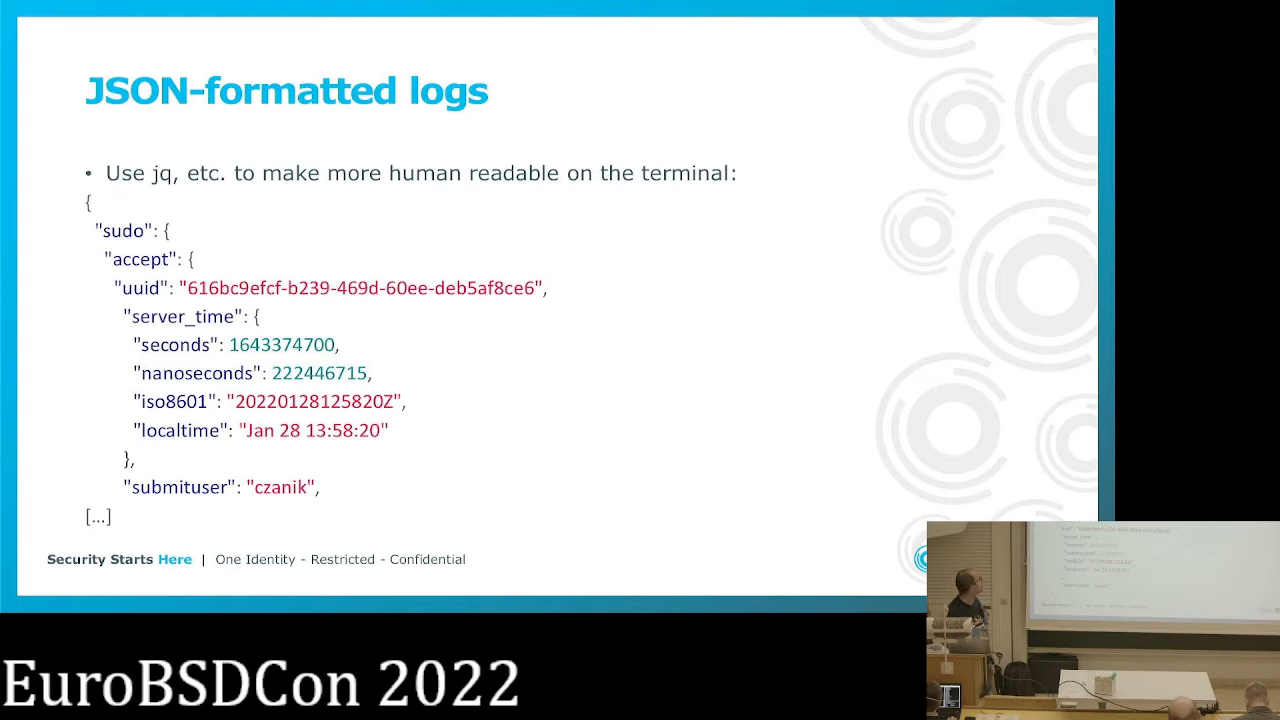 JSON-formatted logs
• Use jq, etc. to make more human readable on the terminal:
{
"sudo": {
"accept": {
"uuid": "616bc9efcf-b239-469d-60ee-deb5af8ce6",
"server_time": {
"seconds": 1643374700,
"nanoseconds": 222446715,
"iso8601": "20220128125820Z",
"localtime": "Jan 28 13:58:20"
},
"submituser": "czanik",
[...]
Security Starts Here | One Identity - Restricted - Confidential
EuroBSDCon 2022